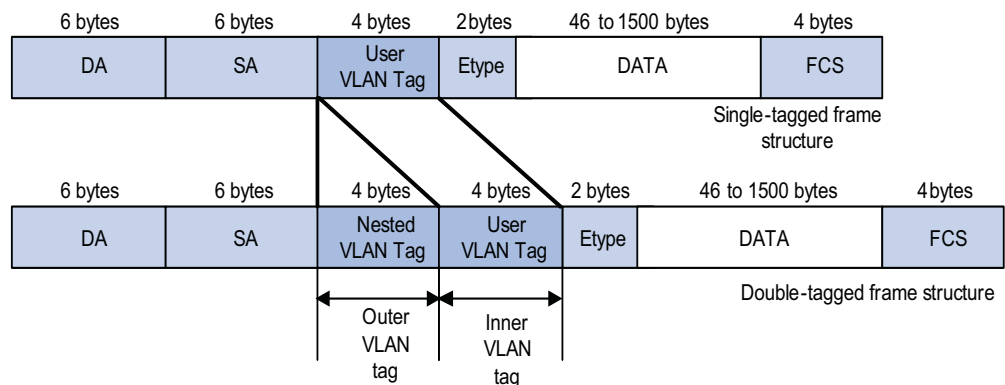 6 bytes 6 bytes 4 bytes 2 bytes 46 to 1500 bytes 4 bytes
DA SA User VLAN Tag Etype DATA FCS
Single-tagged frame
structure
6 bytes 6 bytes 4 bytes 4 bytes 2 bytes 46 to 1500 bytes 4bytes
DA SA Nested VLAN Tag User VLAN Tag Etype DATA FCS
Double-tagged frame structure
Outer
VLAN
tag
Inner
VLAN
tag